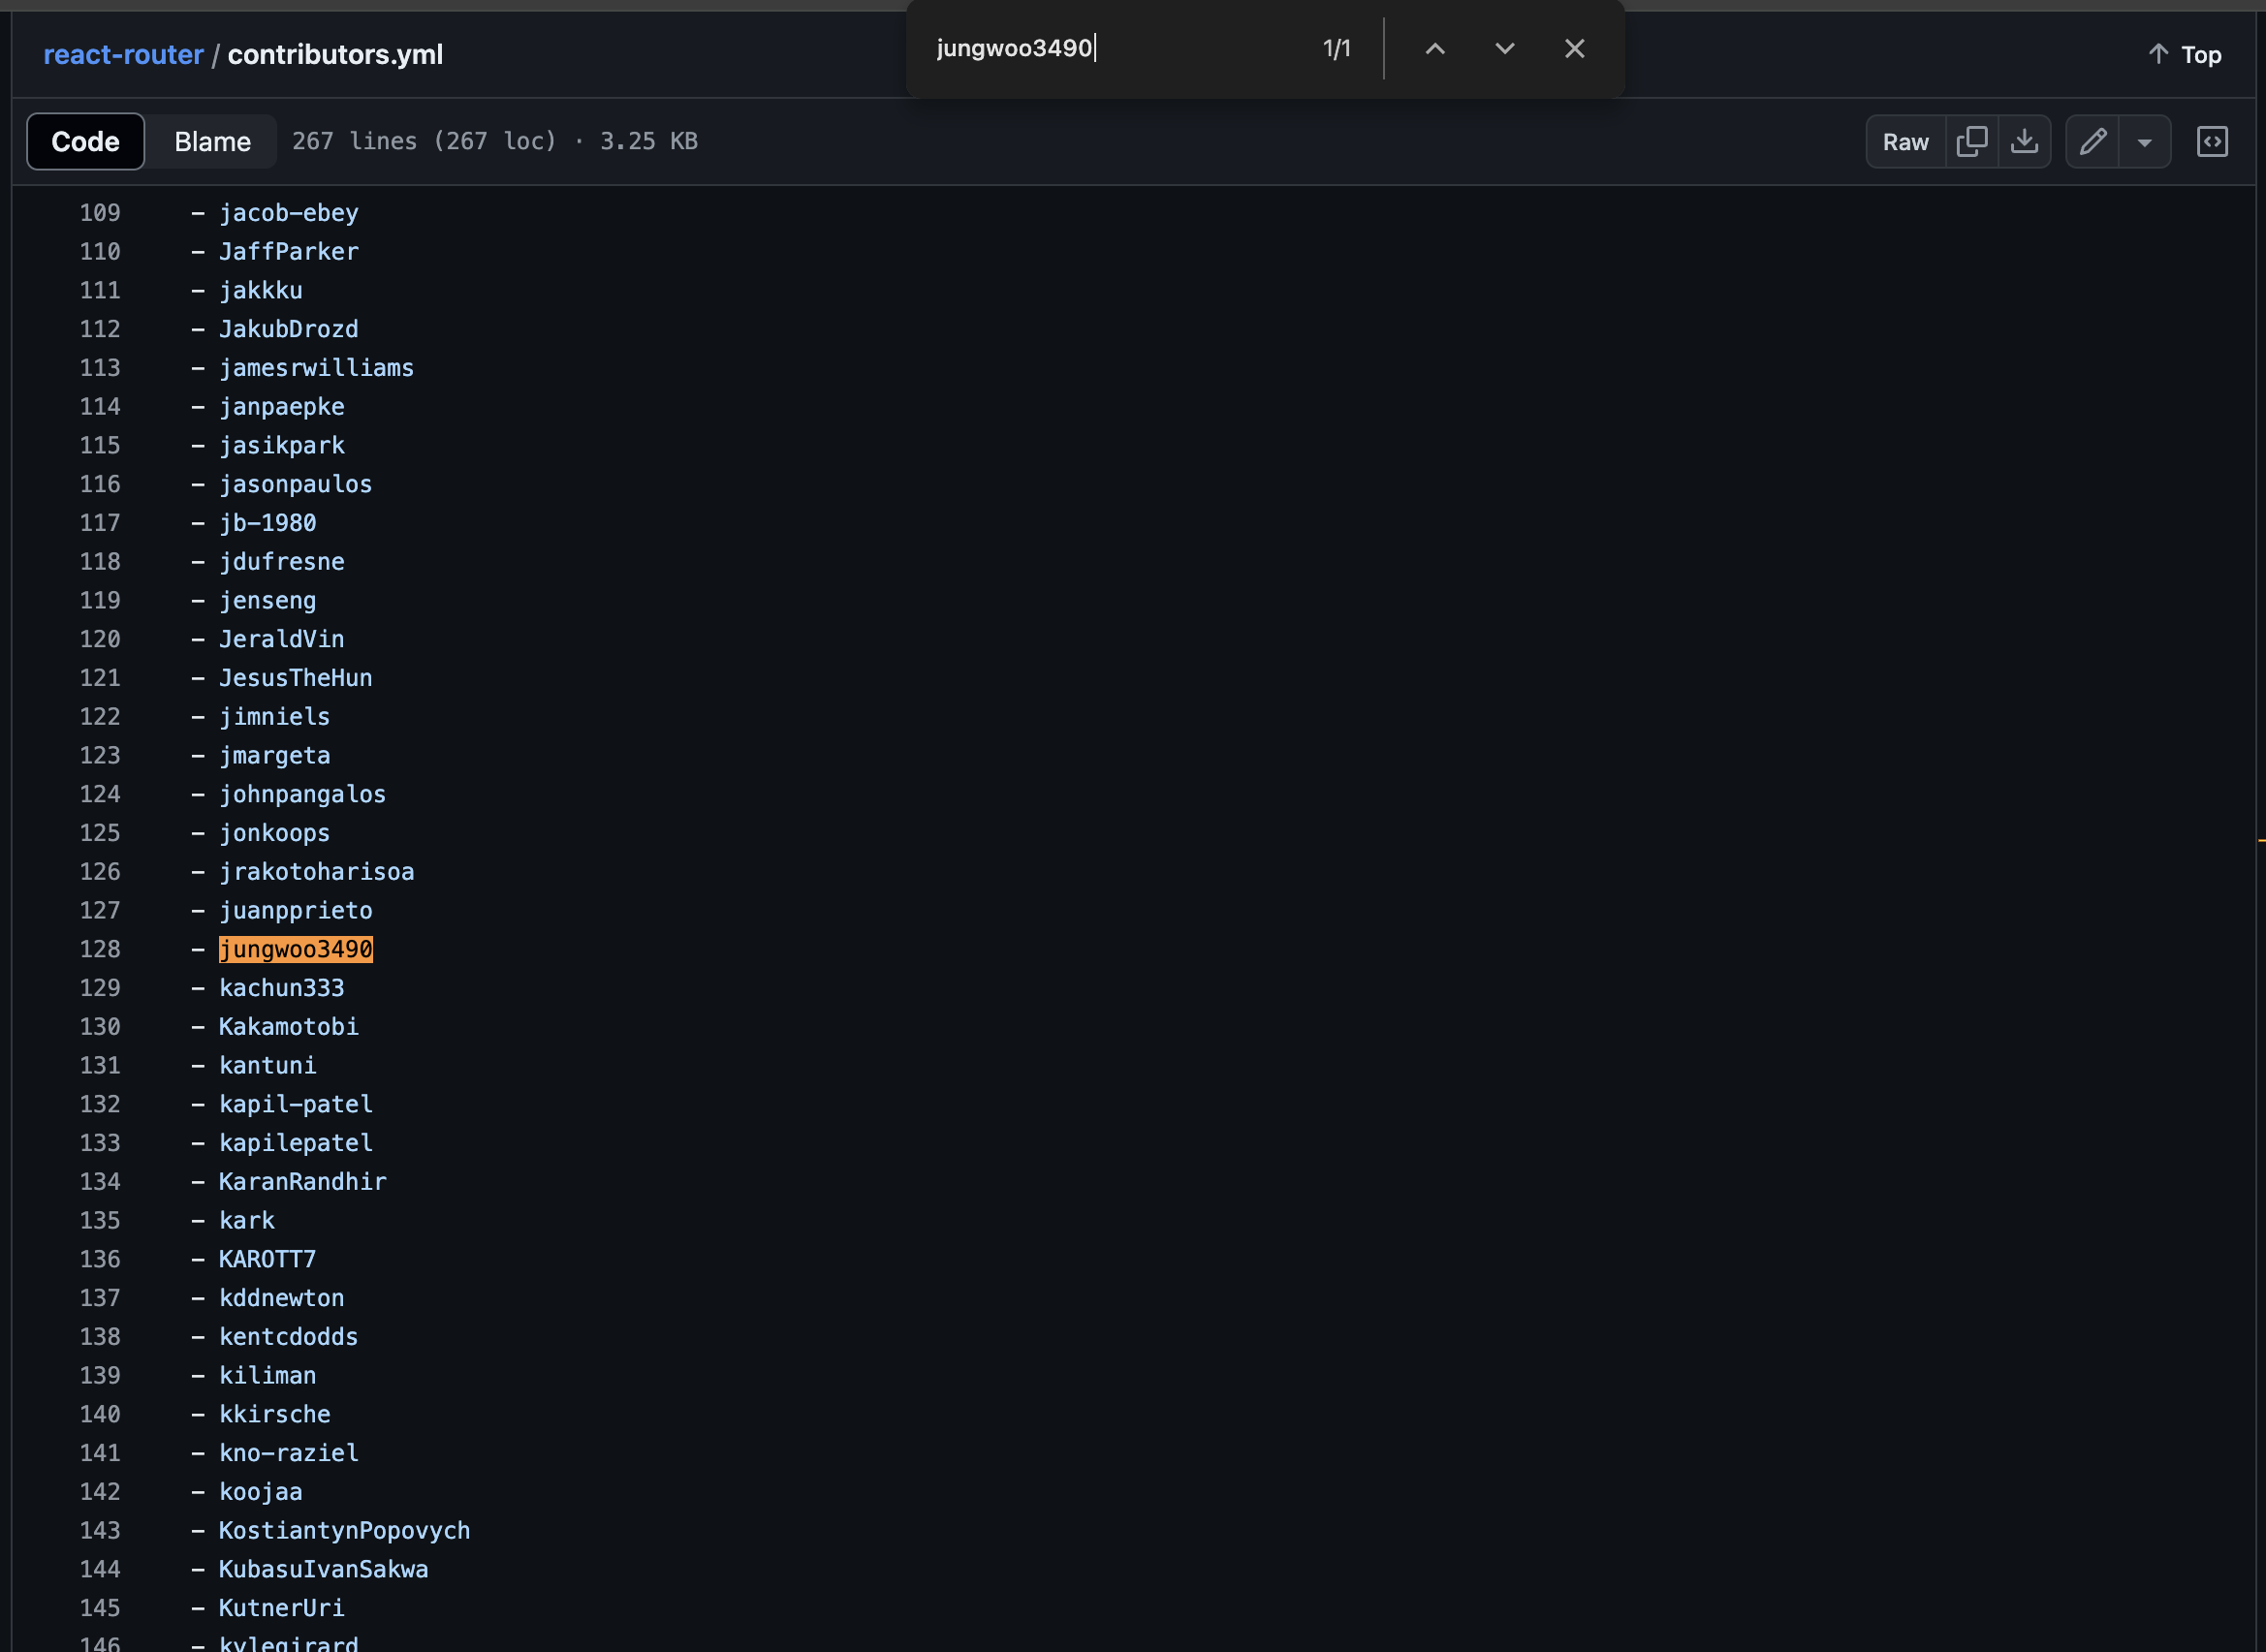 react-router / contributors.yml
jungwoo3490
1/1
Top
Code
Blame
267 lines (267 loc) · 3.25 KB
Raw
109 - jacob-ebey
110 - JaffParker
111 - jakkku
112 - JakubDrozd
113 - jamesrwilliams
114 - janpaepke
115 - jasikpark
116 - jasonpaulos
117 - jb-1980
118 - jdufresne
119 - jenseng
120 - JeraldVin
121 - JesusTheHun
122 - jimniels
123 - jmargeta
124 - johnpangalos
125 - jonkoops
126 - jrakotoharisoa
127 - juanpprieto
128 - jungwoo3490
129 - kachun333
130 - Kakamotobi
131 - kantuni
132 - kapil-patel
133 - kapilepatel
134 - KaranRandhir
135 - kark
136 - KAROTT7
137 - kddnewton
138 - kentcdodds
139 - kiliman
140 - kkirsche
141 - kno-raziel
142 - koojaa
143 - KostiantynPopovych
144 - KubasuIvanSakwa
145 - KutnerUri
146 - kylegirard